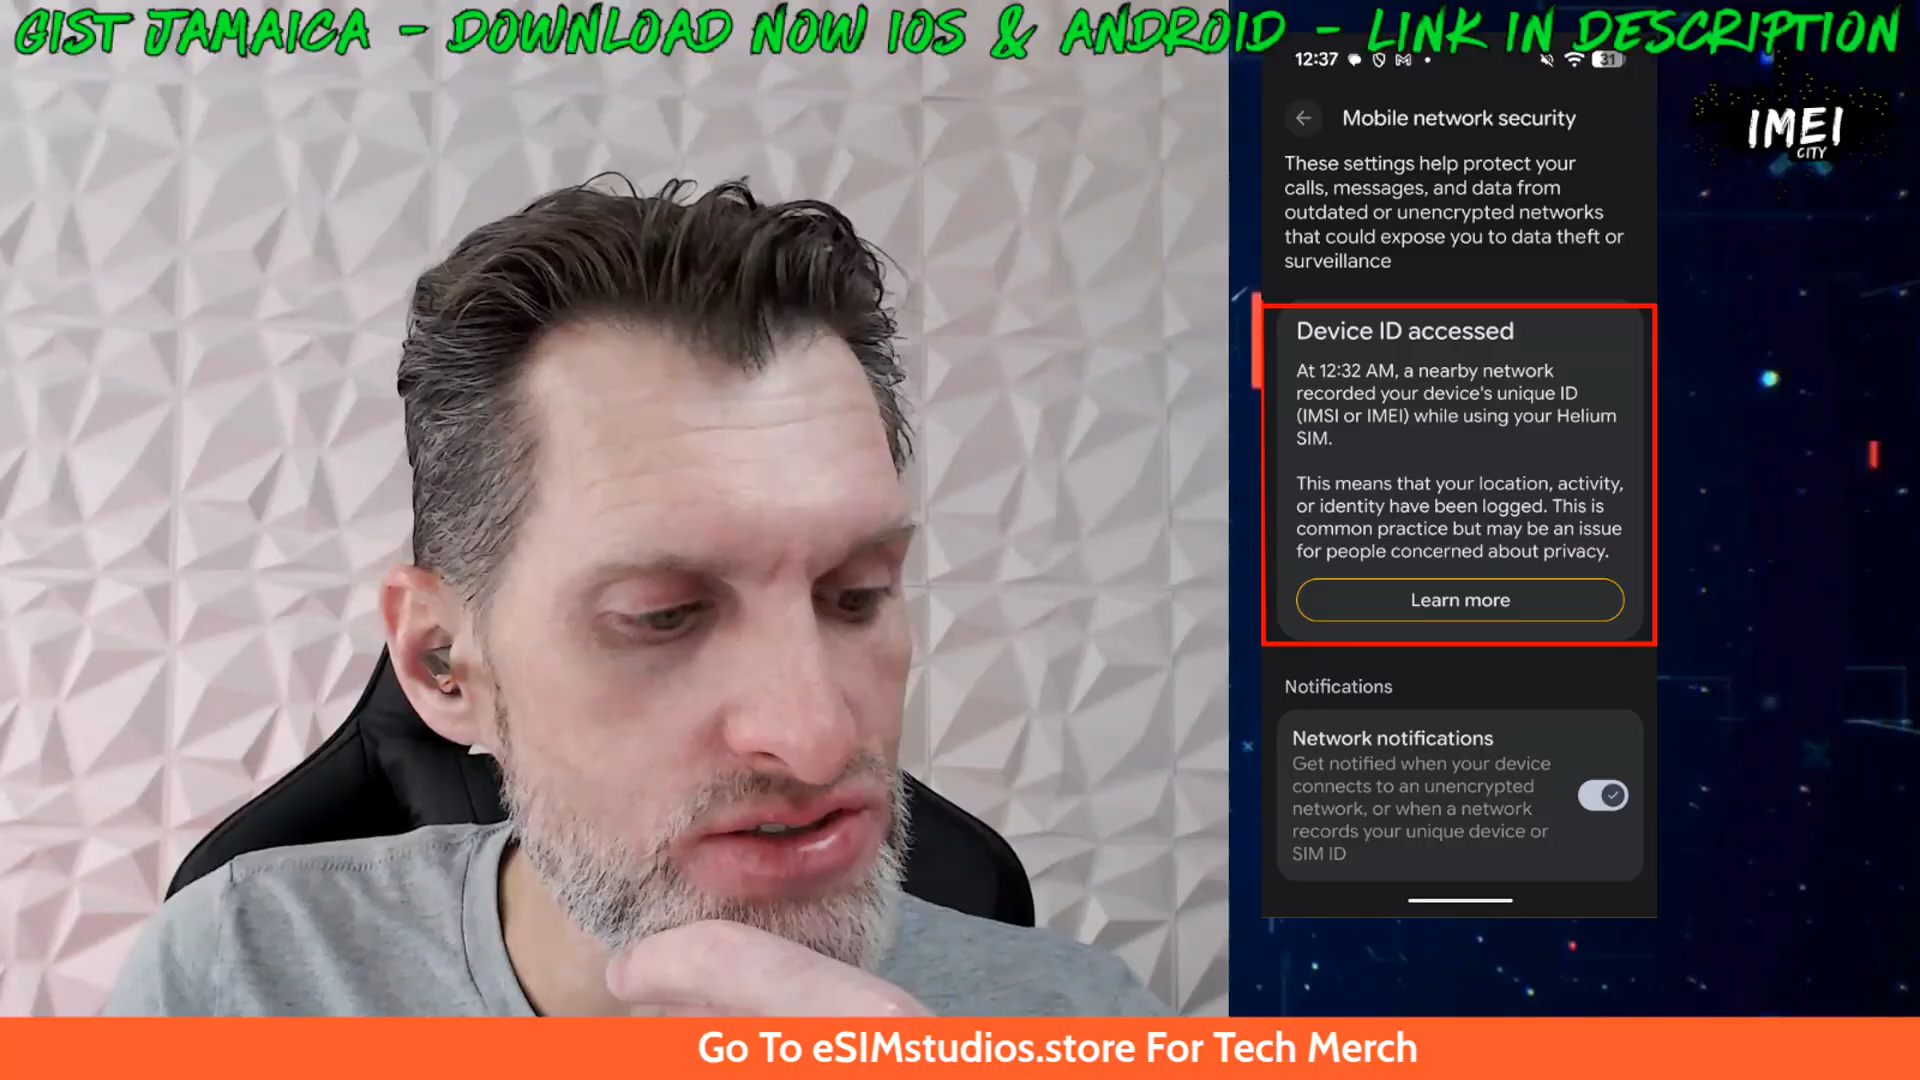 GIST JAMAICA - DOWNLOAD NOW IOS & ANDROID - LINK IN DESCRIPTION
12:37
31
IMEI
CITY
Mobile network security
These settings help protect your
calls, messages, and data from
outdated or unencrypted networks
that could expose you to data theft or
surveillance
Device ID accessed
At 12:32 AM, a nearby network
recorded your device's unique ID
(IMSI or IMEI) while using your Helium
SIM.
This means that your location, activity,
or identity have been logged. This is
common practice but may be an issue
for people concerned about privacy.
Learn more
Notifications
Network notifications
Get notified when your device
connects to an unencrypted
network, or when a network
records your unique device or
SIM ID
Go To eSIMstudios.store For Tech Merch